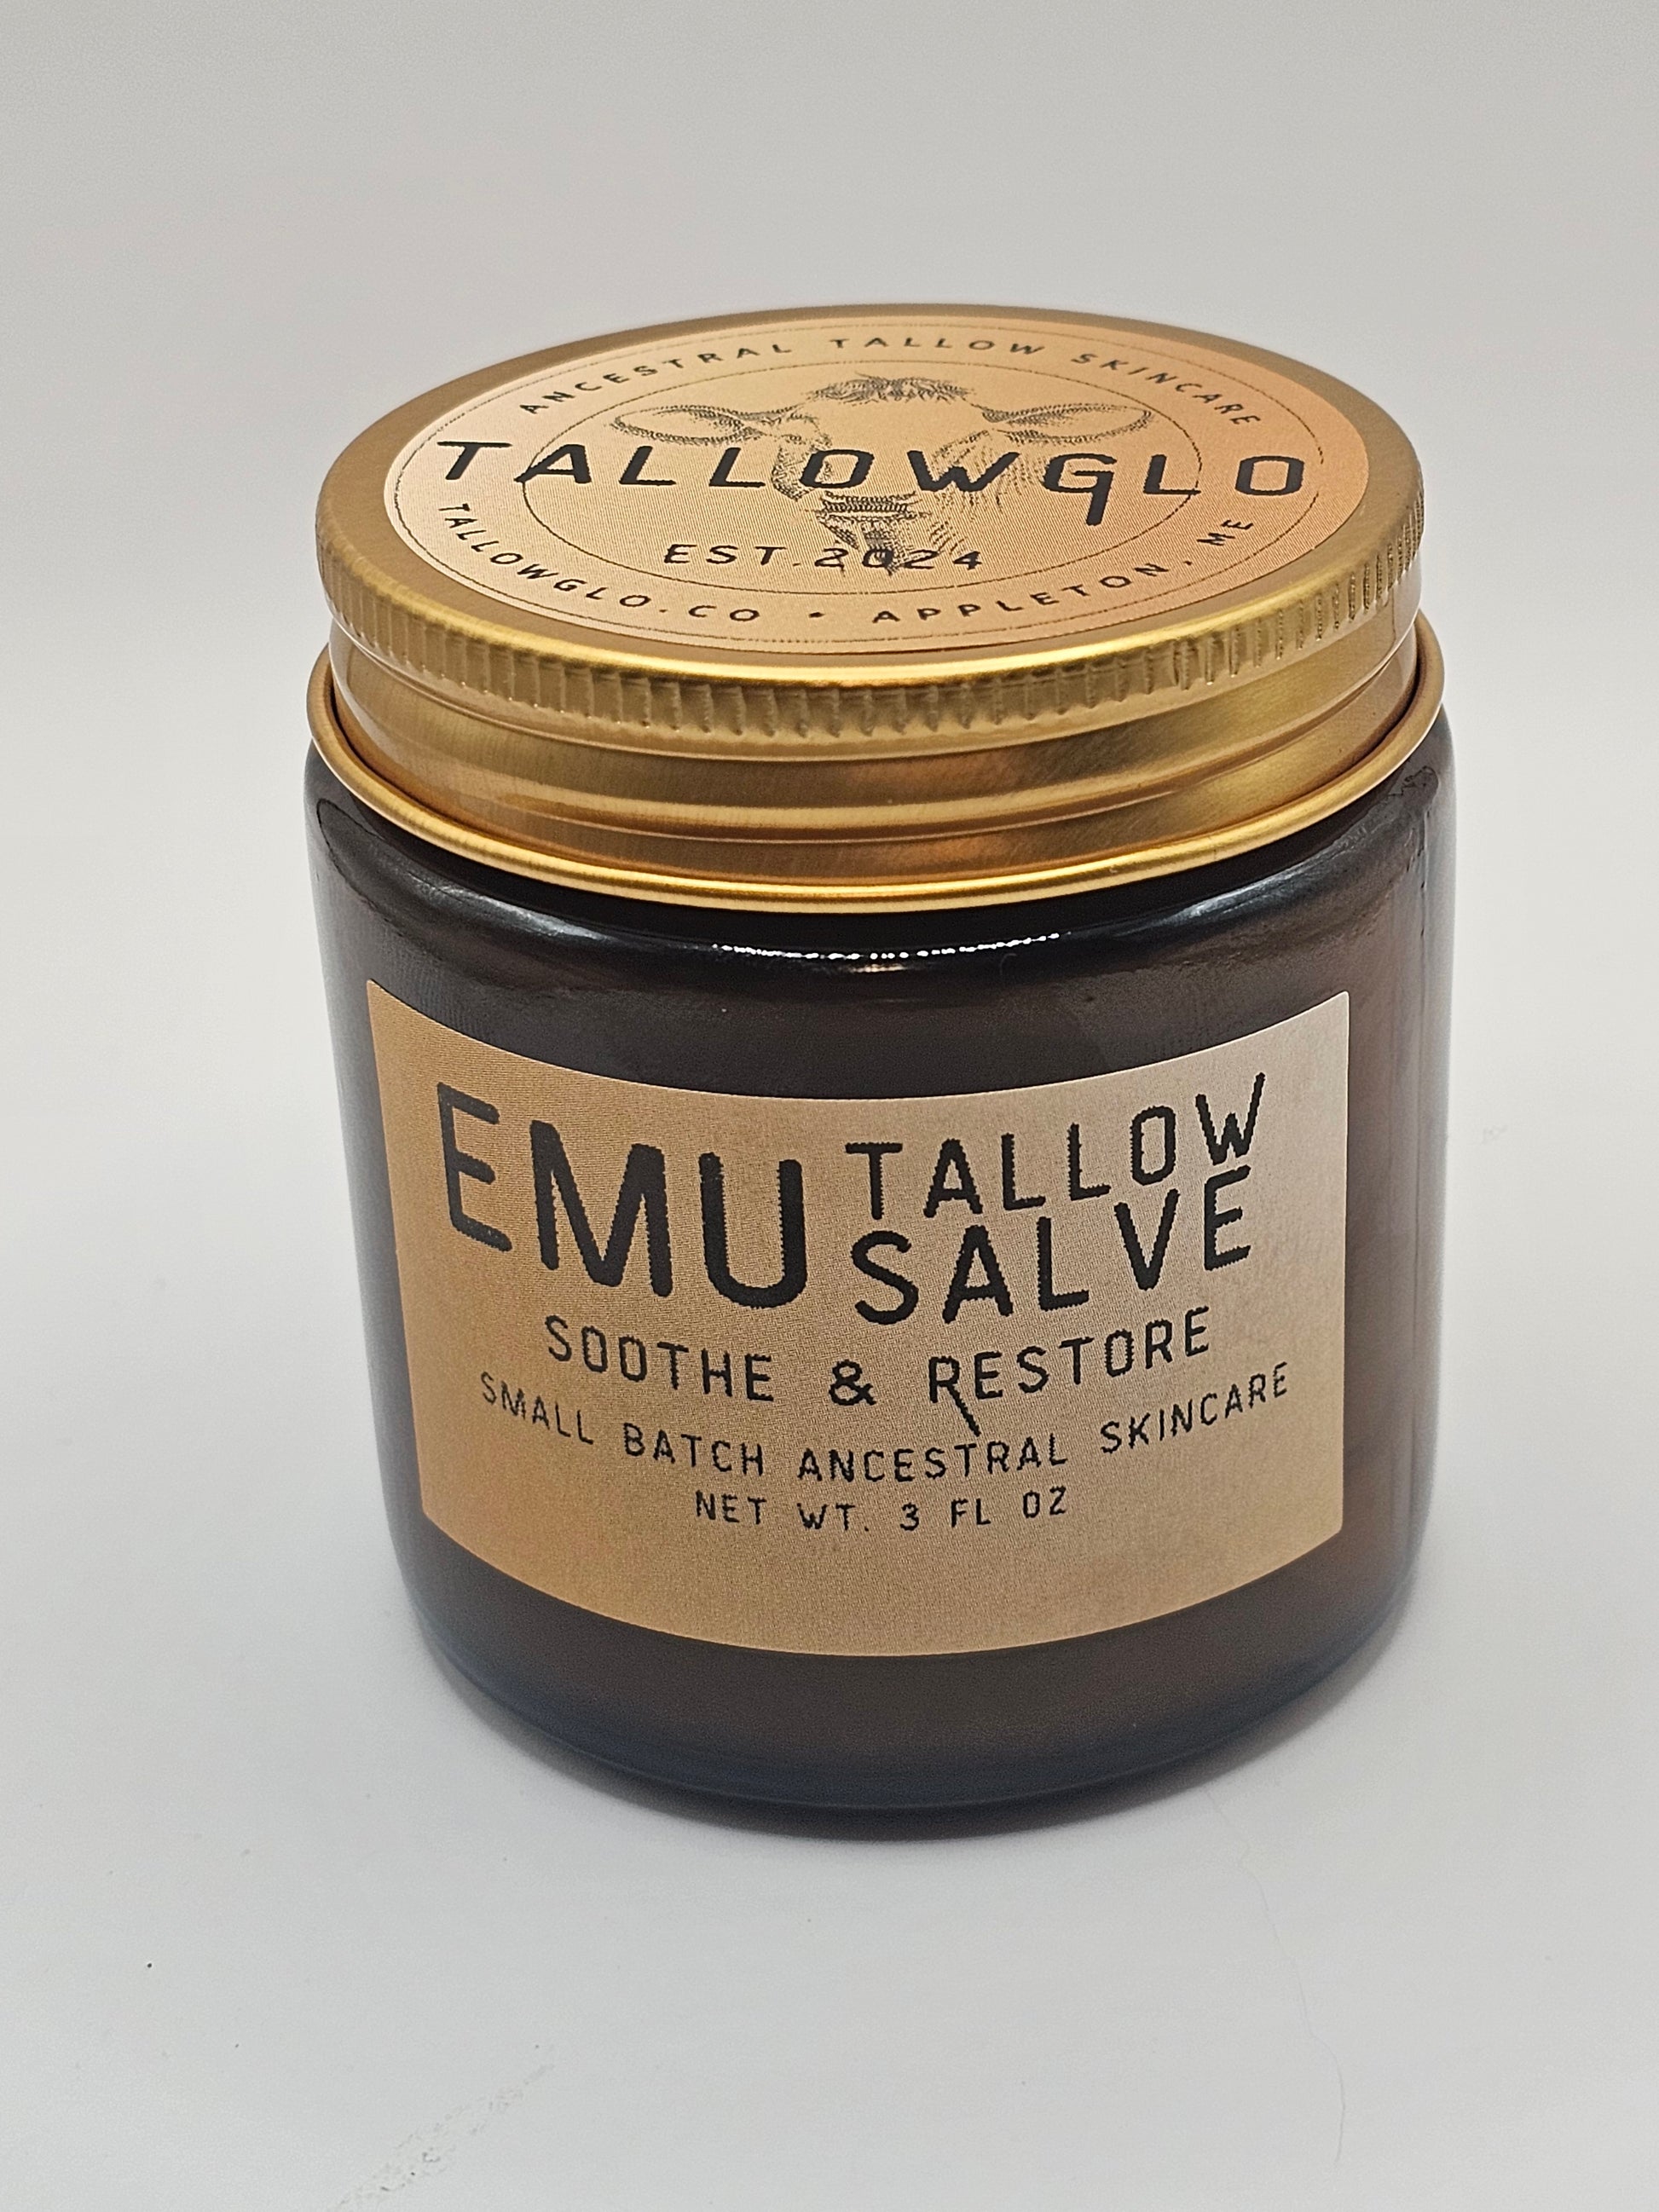 ANCESTRAL TALLOW SKINCARE
TALLOWGLO
EST. 2024
TALLOWGLO.CO • APPLETON, ME
EMU TALLOW
SALVE
SOOTHE & RESTORE
SMALL BATCH ANCESTRAL SKINCARE
NET WT. 3 FL OZ